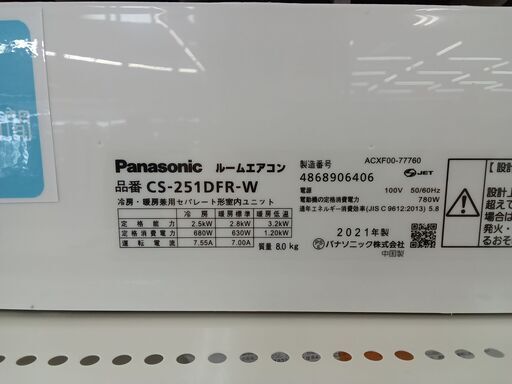 Panasonic ルームエアコン
品番 CS-251DFR-W
冷房・暖房兼用セパレート形室内ユニット
冷 房 暖房標準 暖房低温
定 格 能 力 2.5kW 2.8kW 3.2kW
定格消費電力 680W 630W 1.20kW
運 転 電 流 7.55A 7.00A
質量 8.0kg
ACXF00-77760
製造番号
4868906406
JET
電源 100V 50/60Hz
電動機の定格消費電力 780W
通年エネルギー消費効率(JIS C 9612:2013) 5.8
2021年製
パナソニック株式会社
中国製
【設計
設計上
超えて
場合は
発火・
るおそ